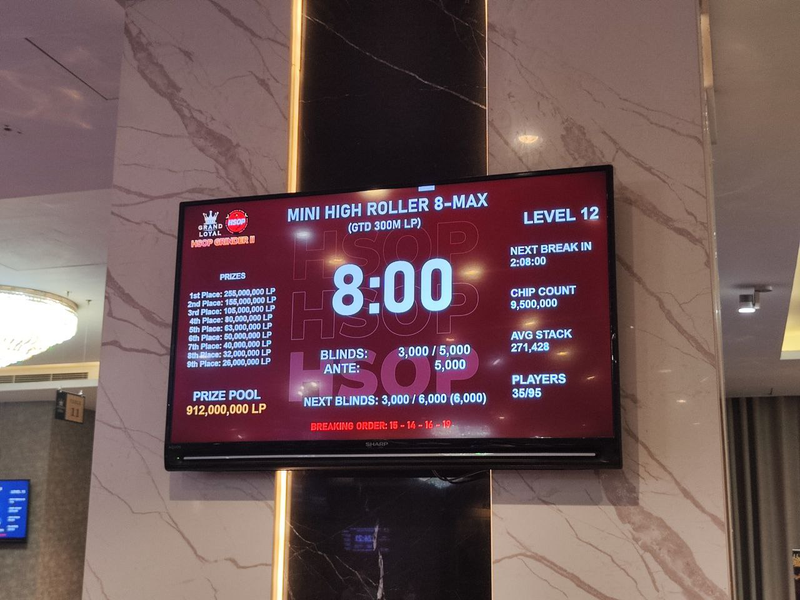 GRAND
LOYAL
HSOP
HSOP GRINDER II
MINI HIGH ROLLER 8-MAX
(GTD 300M LP)
LEVEL 12
8:00
NEXT BREAK IN
2:08:00
CHIP COUNT
9,500,000
AVG STACK
271,428
PLAYERS
35/95
PRIZES
1st Place: 255,000,000 LP
2nd Place: 155,000,000 LP
3rd Place: 105,000,000 LP
4th Place: 80,000,000 LP
5th Place: 63,000,000 LP
6th Place: 50,000,000 LP
7th Place: 40,000,000 LP
8th Place: 32,000,000 LP
9th Place: 26,000,000 LP
PRIZE POOL
912,000,000 LP
HSOP
HSOP
HSOP
BLINDS: 3,000 / 5,000
ANTE: 5,000
NEXT BLINDS: 3,000 / 6,000 (6,000)
BREAKING ORDER: 15 - 14 - 16 - 12
SHARP
11